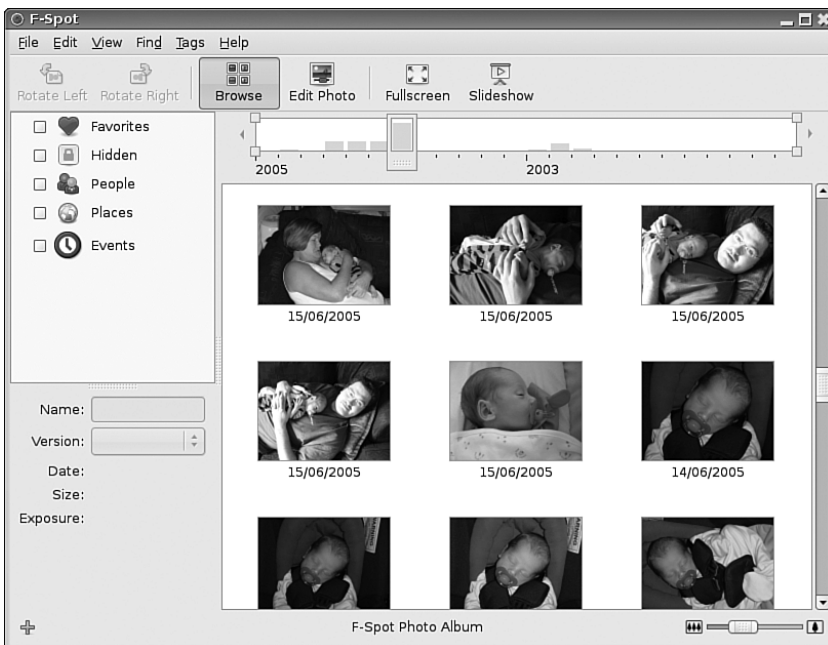 F-Spot
File Edit View Find Tags Help
Rotate Left Rotate Right Browse Edit Photo Fullscreen Slideshow
Favorites
Hidden
People
Places
Events
2005 2003
15/06/2005 15/06/2005 15/06/2005
15/06/2005 15/06/2005 14/06/2005
Name:
Version:
Date:
Size:
Exposure:
WARNING WARNING
F-Spot Photo Album